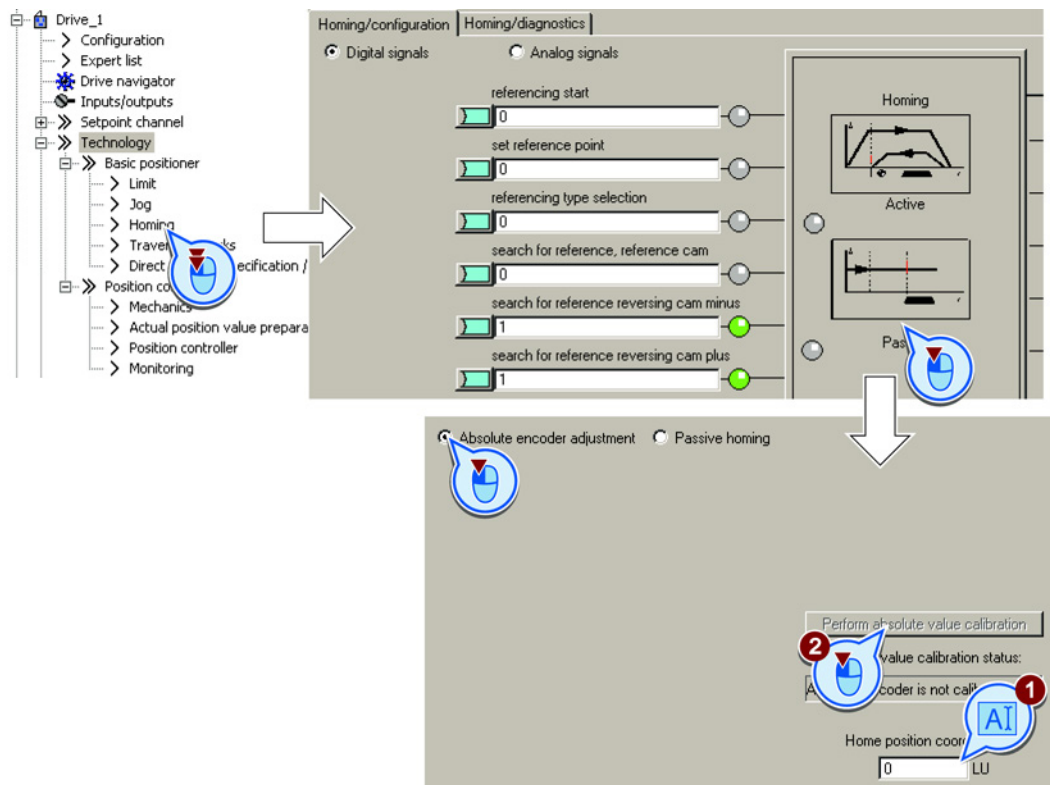 Drive_1
Configuration
Expert list
Drive navigator
Inputs/outputs
Setpoint channel
Technology
Basic positioner
Limit
Jog
Homing
Direct
ecification /
Position
Mechanics
Actual position value prepara
Position controller
Monitoring
Homing/configuration
Homing/diagnostics
Digital signals
Analog signals
referencing start
0
set reference point
0
referencing type selection
0
search for reference, reference cam
0
search for reference reversing cam minus
1
search for reference reversing cam plus
1
Homing
Active
Absolute encoder adjustment
Passive homing
Perform absolute value calibration
2
value calibration status:
coder is not
1
AI
Home position
0 LU